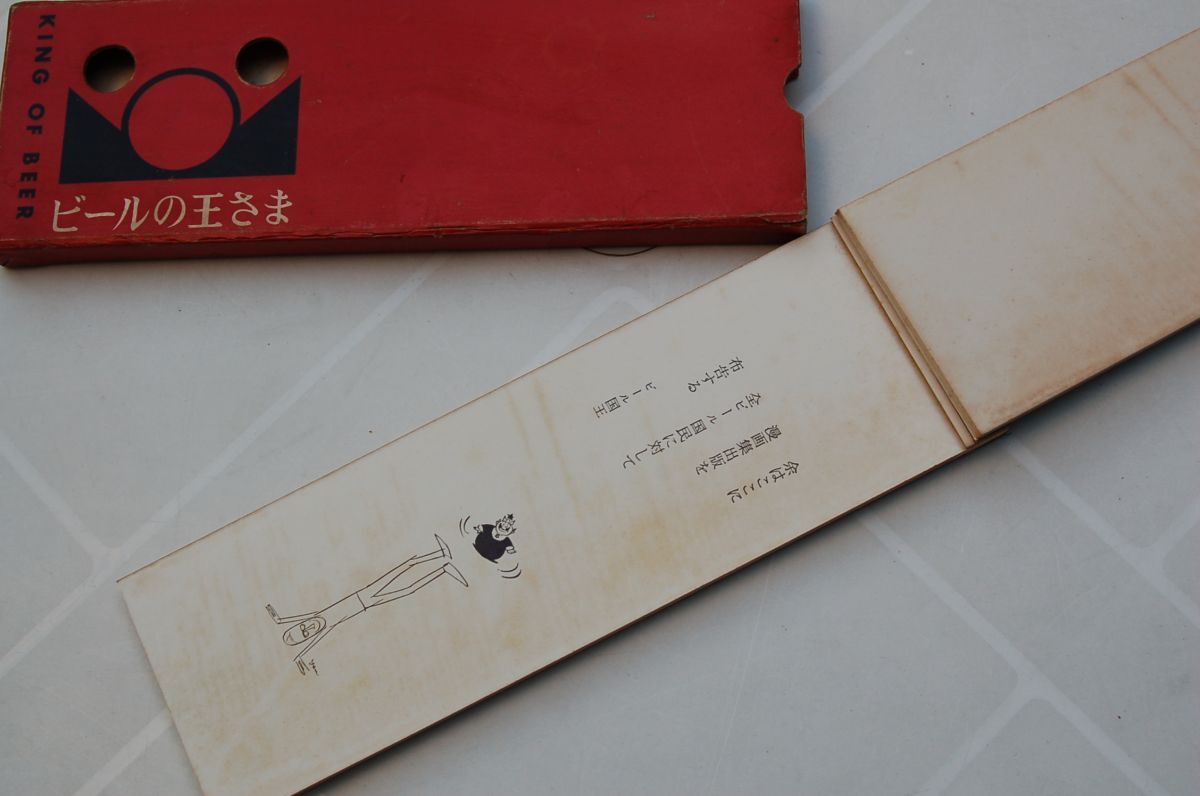 KING OF BEER
ビールの王さま
余はここに
漫画集出版を
全ビール国民に対して
布告する
ビール国王